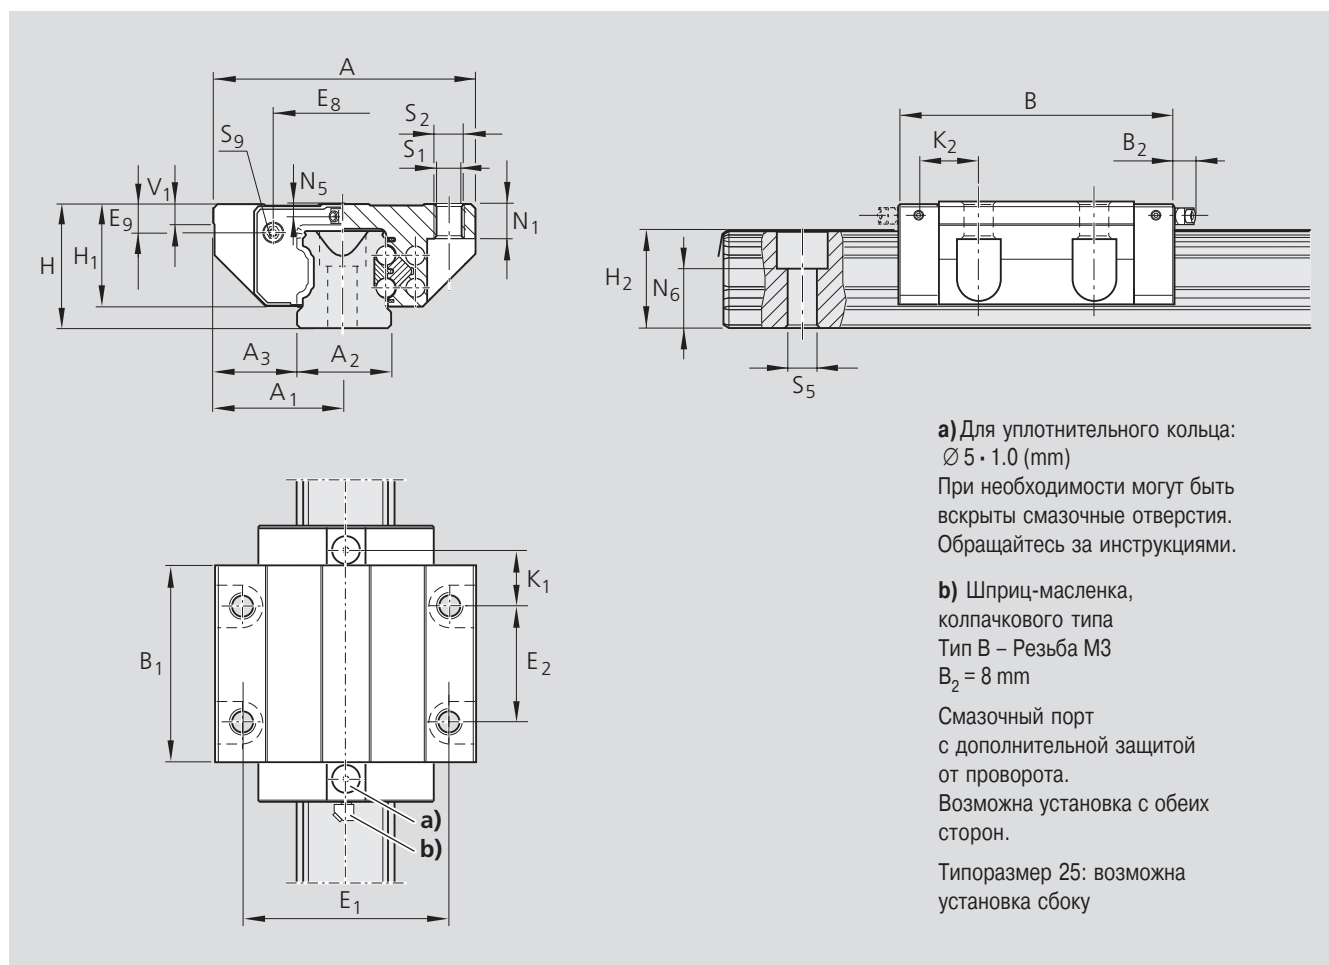 A
E8
S2
S9
S1
V1
N5
E9
N1
H
H1
A3
A2
A1
B
K2
B2
H2
N6
S5
K1
B1
E2
a)
b)
E1
a) Для уплотнительного кольца:
∅ 5 · 1.0 (mm)
При необходимости могут быть
вскрыты смазочные отверстия.
Обращайтесь за инструкциями.
b) Шприц-масленка,
колпачкового типа
Тип B – Резьба M3
B2 = 8 mm
Смазочный порт
с дополнительной защитой
от проворота.
Возможна установка с обеих
сторон.
Типоразмер 25: возможна
установка сбоку